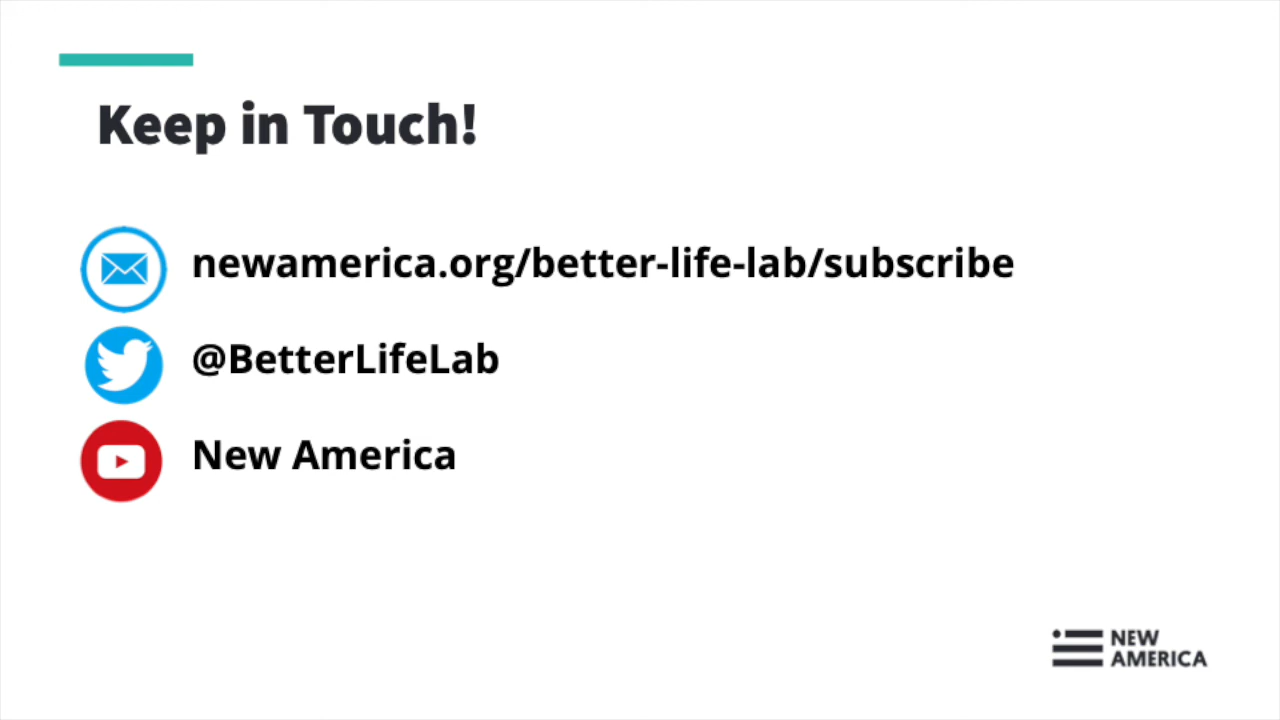 Keep in Touch!
newamerica.org/better-life-lab/subscribe
@BetterLifeLab
New America
NEW
AMERICA